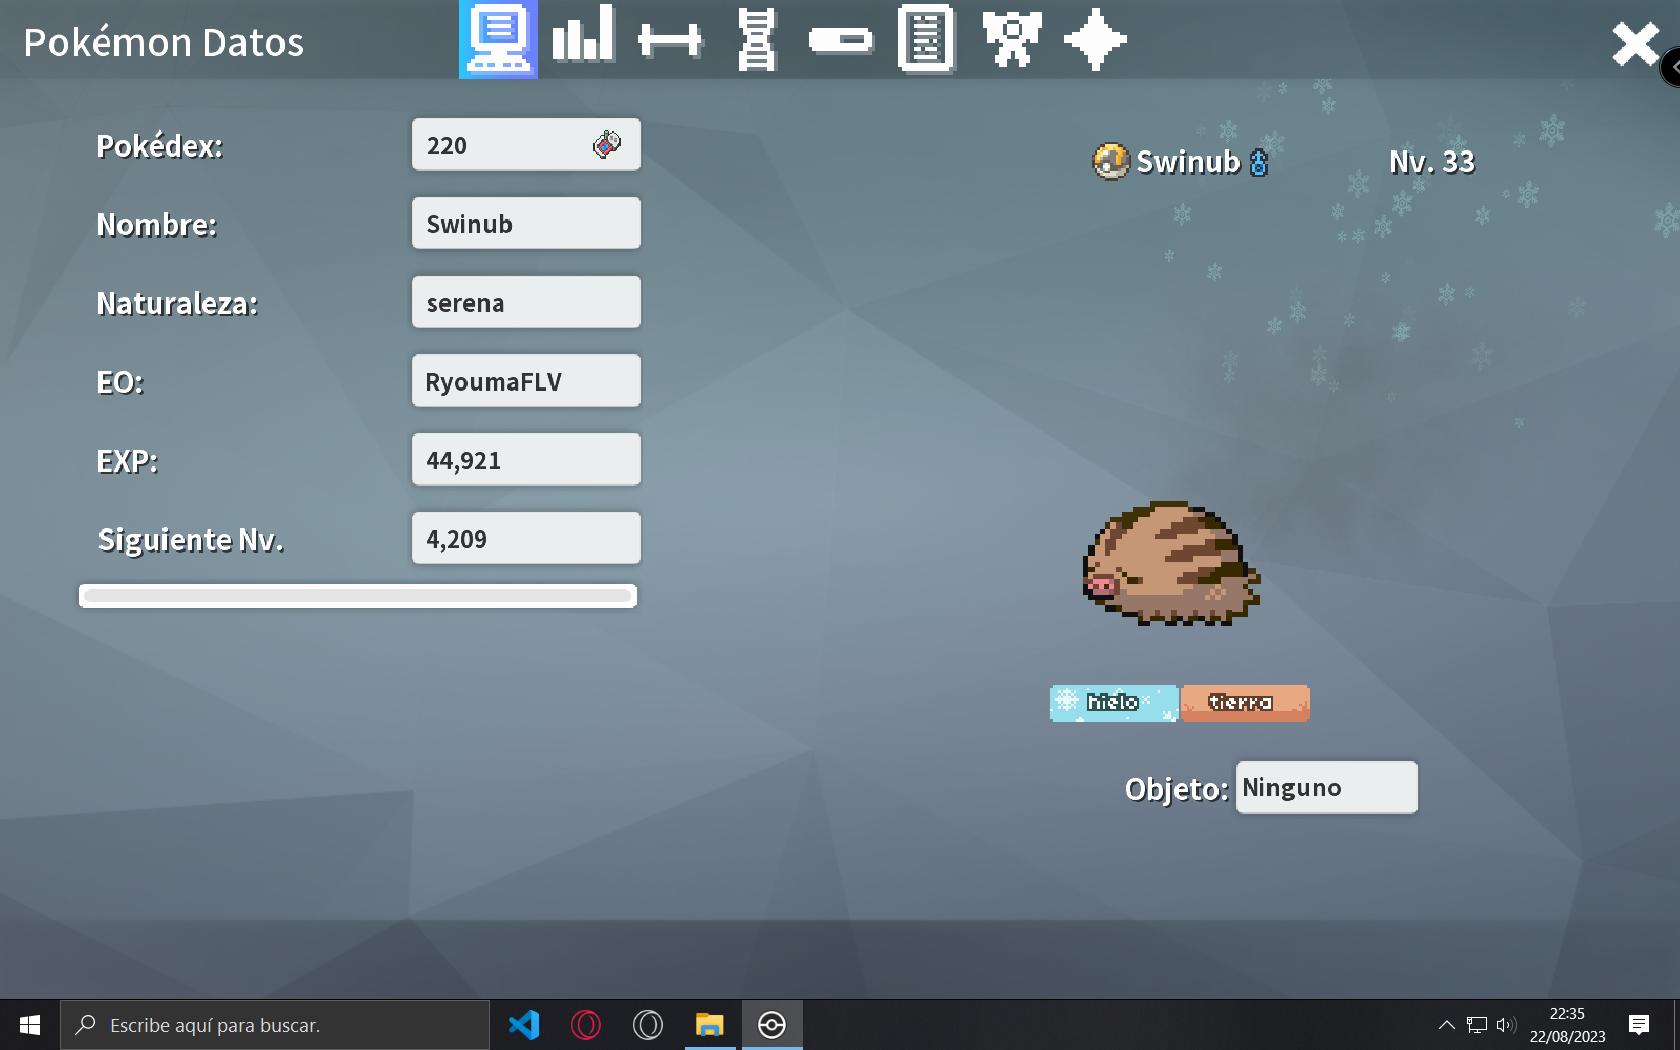 Pokémon Datos
Pokédex: 220
Nombre: Swinub
Naturaleza: serena
EO: RyoumaFLV
EXP: 44,921
Siguiente Nv. 4,209
Swinub Nv. 33
hielo tierra
Objeto: Ninguno
Escribe aquí para buscar.
22:35
22/08/2023